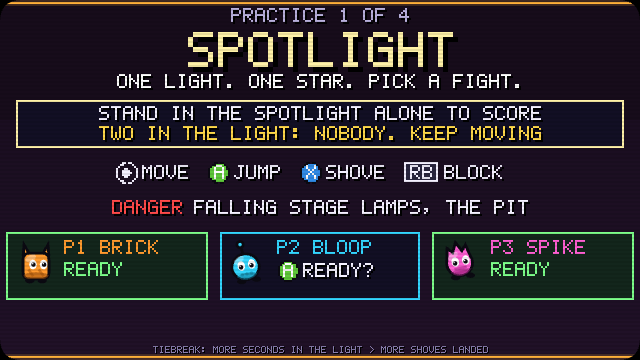 PRACTICE 1 OF 4
SPOTLIGHT
ONE LIGHT. ONE STAR. PICK A FIGHT.
STAND IN THE SPOTLIGHT ALONE TO SCORE
TWO IN THE LIGHT: NOBODY. KEEP MOVING
MOVE A JUMP X SHOVE RB BLOCK
DANGER FALLING STAGE LAMPS, THE PIT
P1 BRICK
READY
P2 BLOOP
A READY?
P3 SPIKE
READY
TIEBREAK: MORE SECONDS IN THE LIGHT > MORE SHOVES LANDED